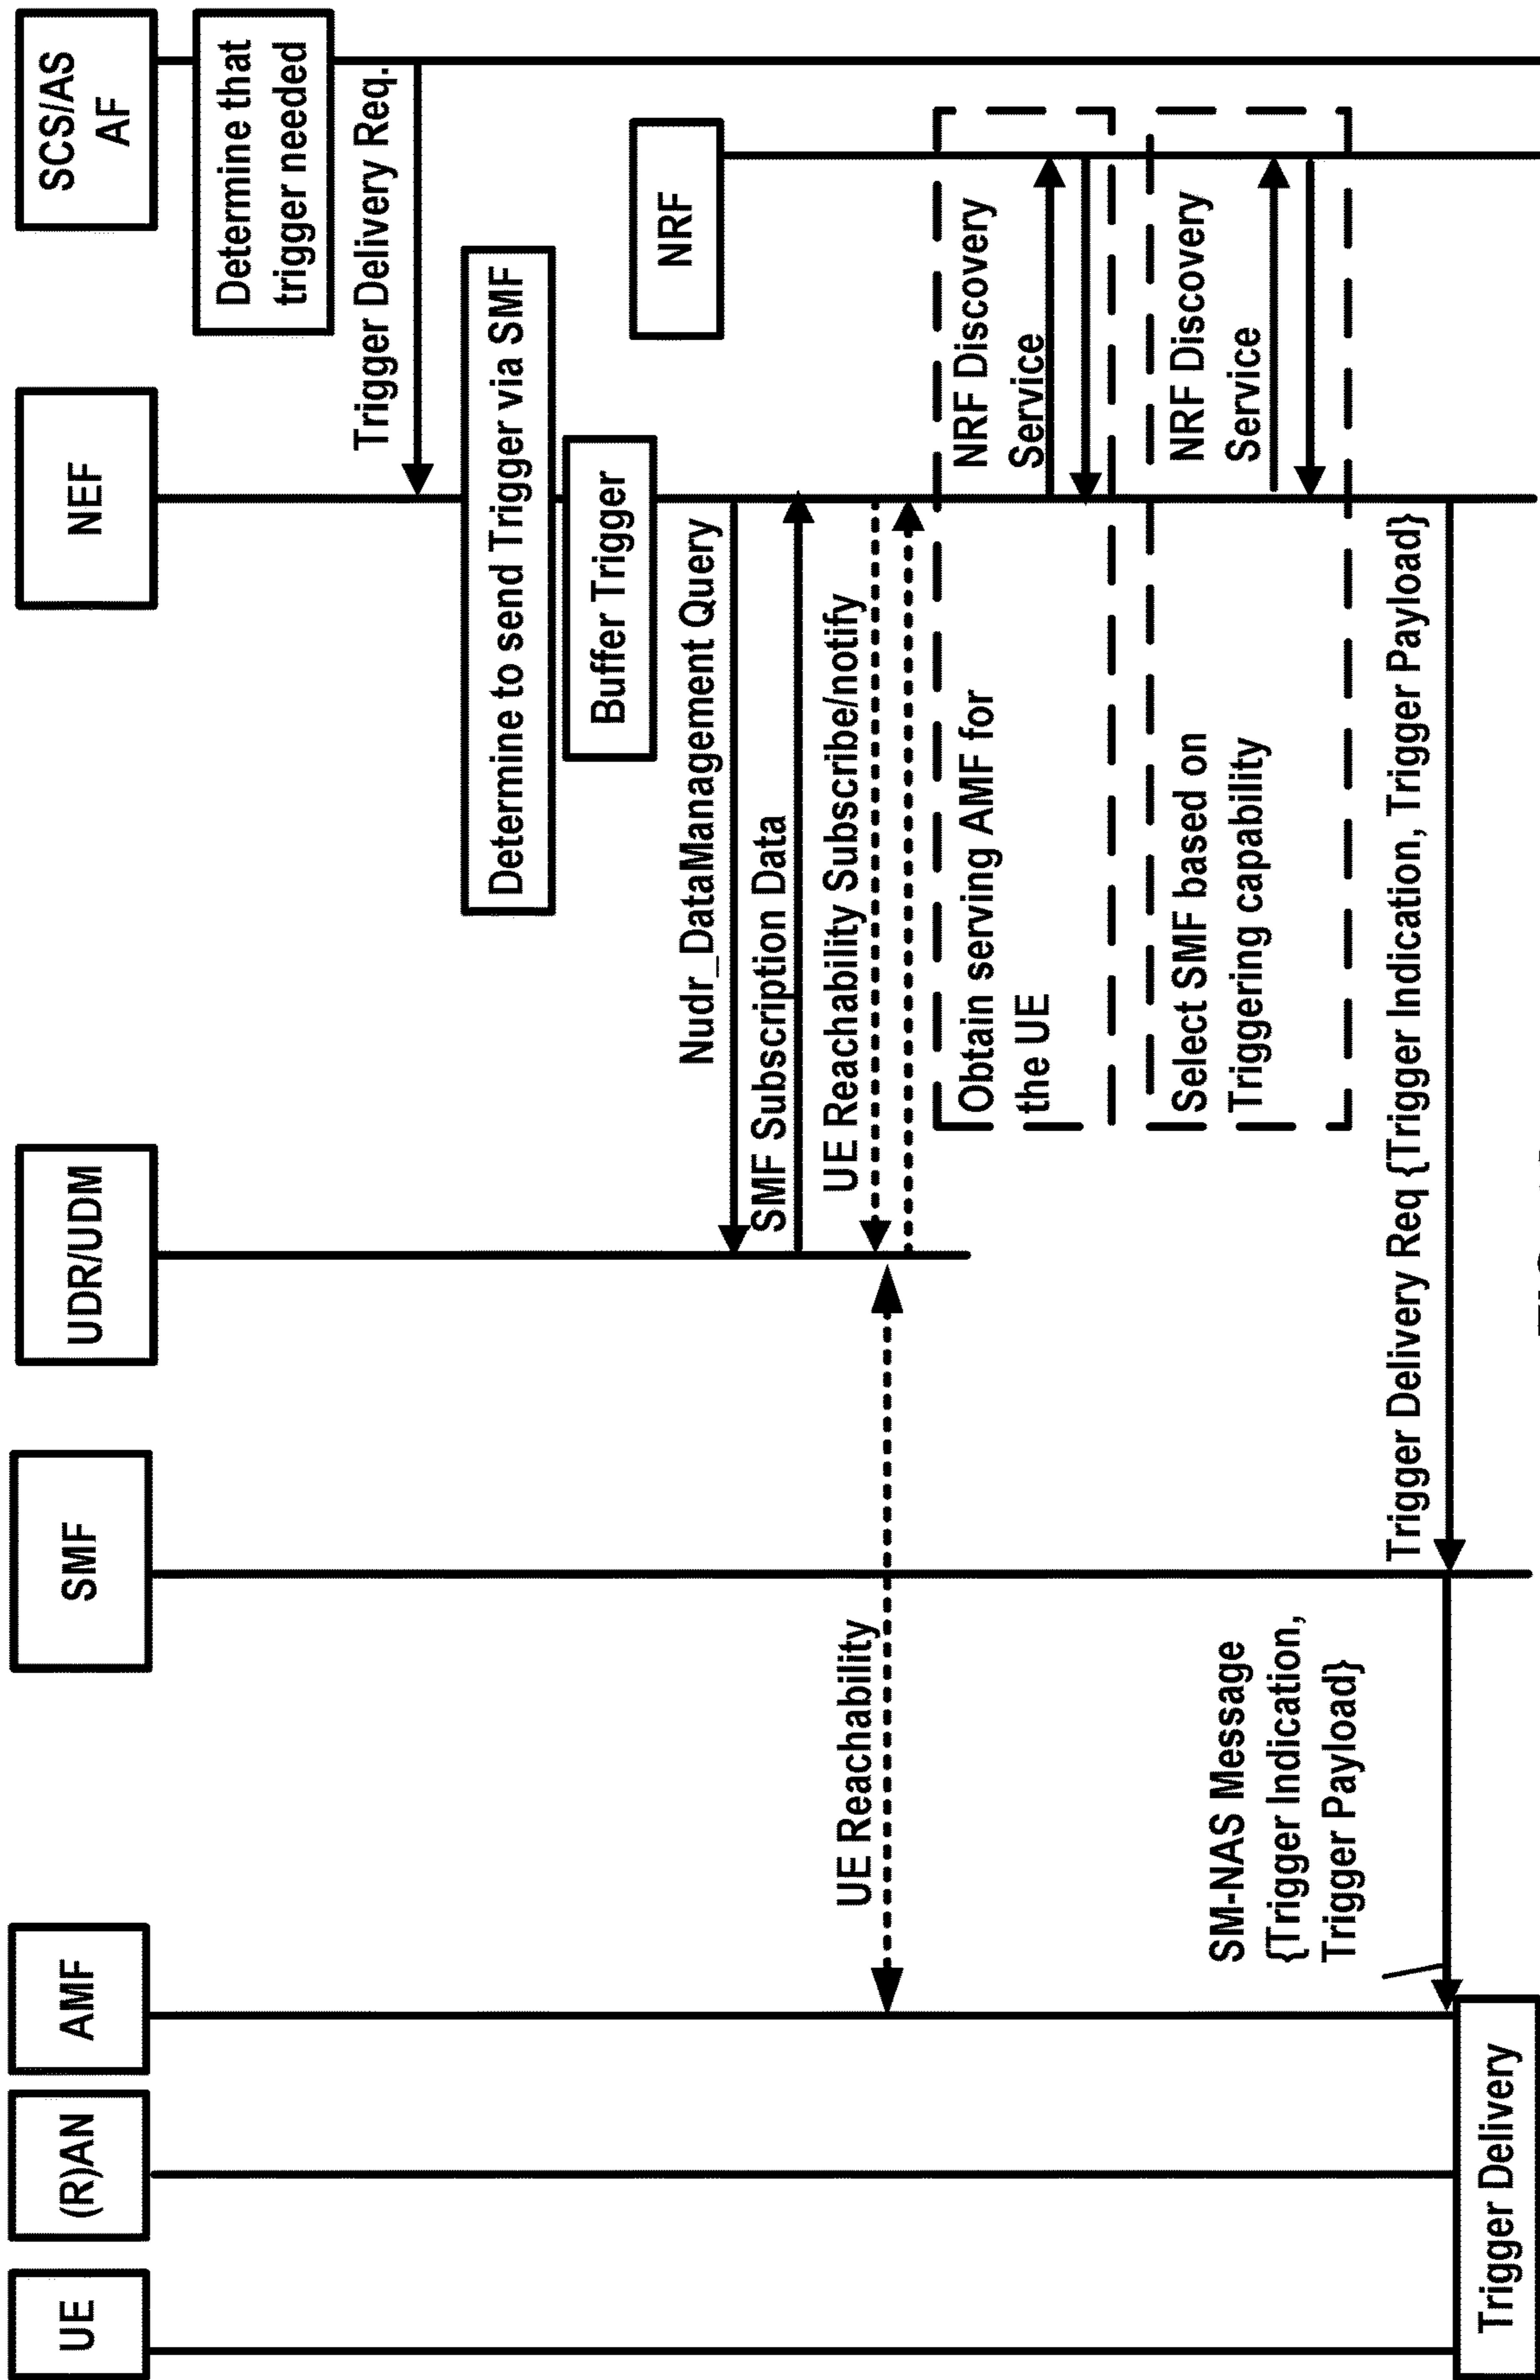 UE
(R)AN
AMF
SMF
UDR/UDM
NEF
SCS/AS
AF
Determine that
trigger needed
Trigger Delivery Req.
Determine to send Trigger via SMF
Buffer Trigger
NRF
Nudr_DataManagement Query
SMF Subscription Data
UE Reachability Subscribe/notify
UE Reachability
Obtain serving AMF for
the UE
NRF Discovery
Service
Select SMF based on
Triggering capability
NRF Discovery
Service
Trigger Delivery Req {Trigger Indication, Trigger Payload}
SM-NAS Message
{Trigger Indication,
Trigger Payload}
Trigger Delivery